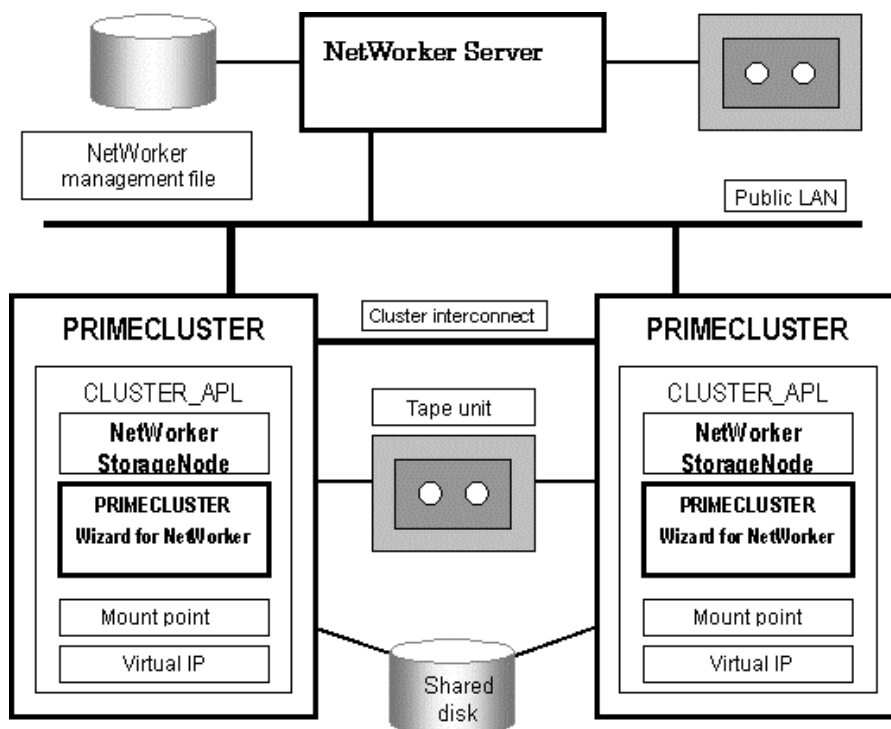 NetWorker Server
NetWorker
management file
Public LAN
PRIMECLUSTER
CLUSTER_APL
NetWorker
StorageNode
PRIMECLUSTER
Wizard for NetWorker
Mount point
Virtual IP
Cluster interconnect
Tape unit
Shared
disk
PRIMECLUSTER
CLUSTER_APL
NetWorker
StorageNode
PRIMECLUSTER
Wizard for NetWorker
Mount point
Virtual IP